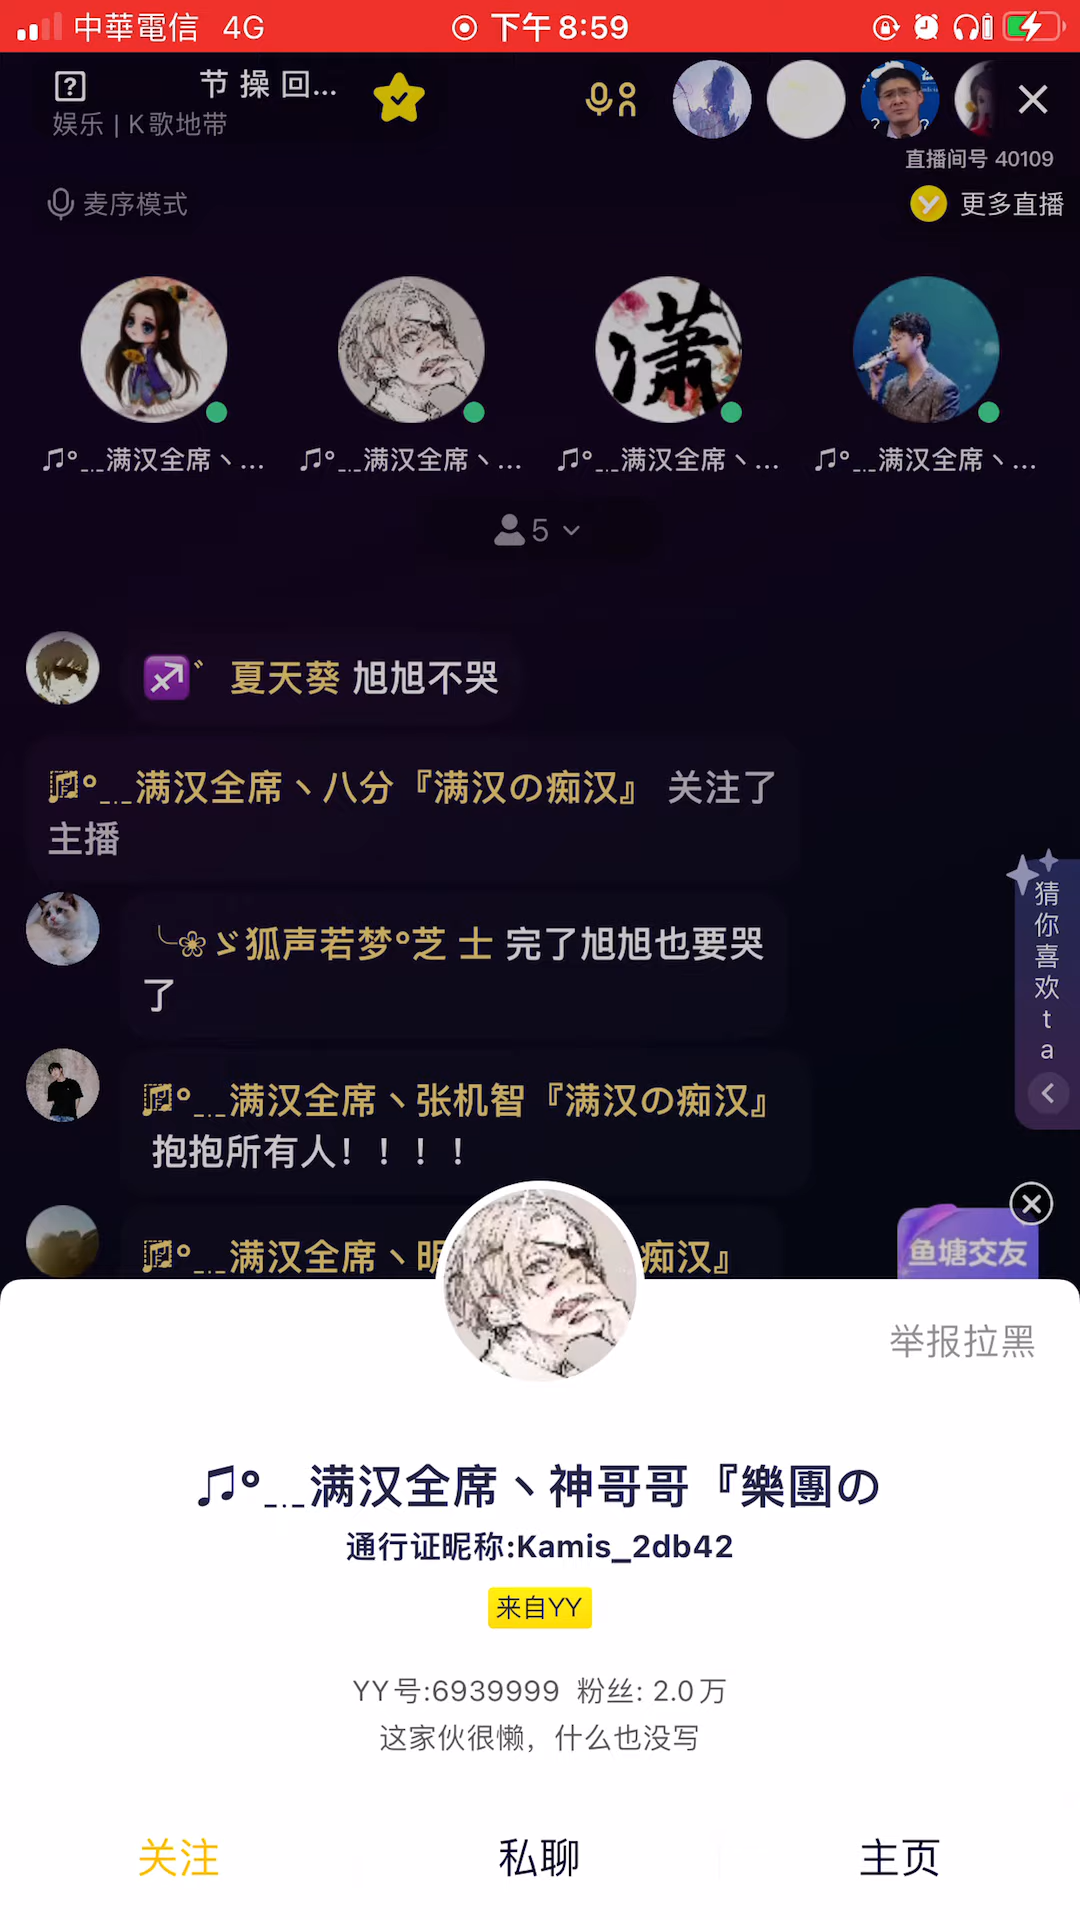 中華電信 4G 下午8:59
节 操 回...
娱乐 | K歌地带
直播间号 40109
麦序模式
更多直播
潇
♫°﹎满汉全席丶... ♫°﹎满汉全席丶... ♫°﹎满汉全席丶... ♫°﹎满汉全席丶...
5
♐゛ 夏天葵 旭旭不哭
♫°﹎满汉全席丶八分『满汉の痴汉』 关注了
主播
╰❀ゞ狐声若梦°芝 士 完了旭旭也要哭
了
♫°﹎满汉全席丶张机智『满汉の痴汉』
抱抱所有人！！！！
猜你喜欢ta
♫°﹎满汉全席丶明 痴汉』
鱼塘交友
举报拉黑
♫°﹎满汉全席丶神哥哥『樂團の
通行证昵称:Kamis_2db42
来自YY
YY号:6939999 粉丝: 2.0万
这家伙很懒，什么也没写
关注 私聊 主页